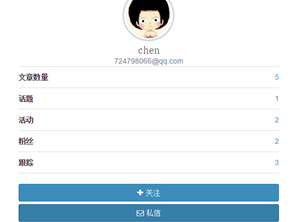 chen
724798066@qq.com
文章数量 5
话题 1
活动 2
粉丝 2
跟踪 3
关注
私信